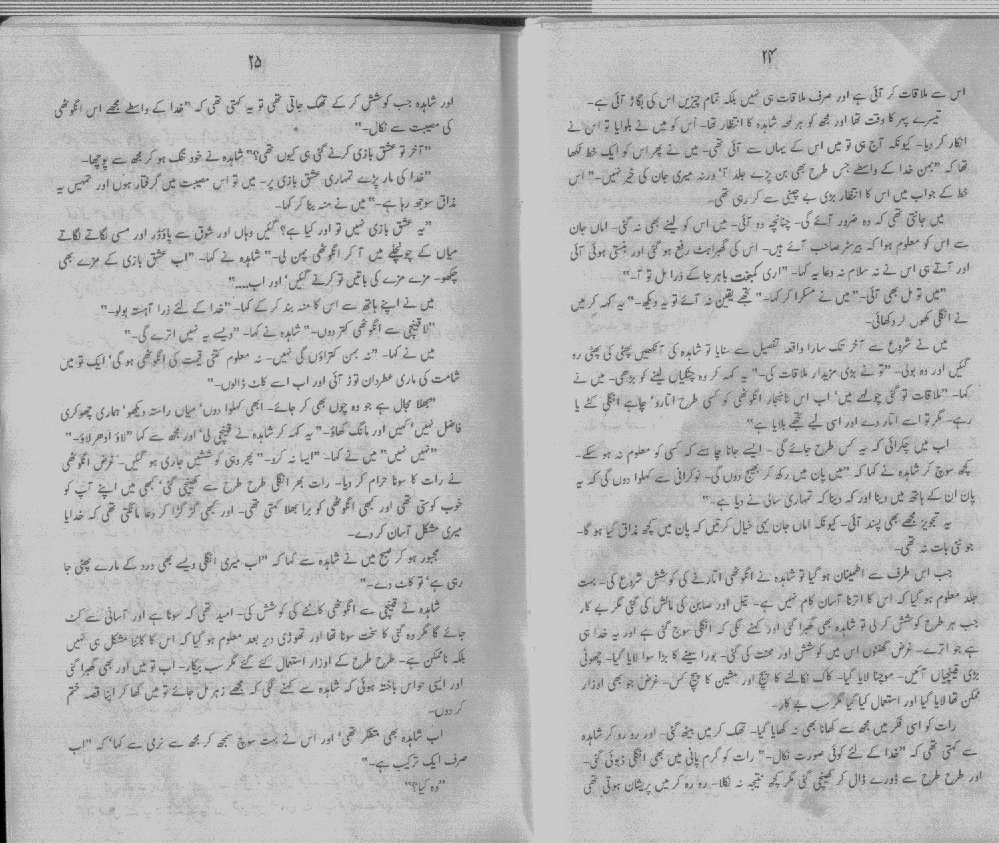 ۲۴
اس سے ملاقات کر آئی ہے اور صرف ملاقات ہی نہیں بلکہ تمام چیزیں اس کی بگاڑ آئی ہے۔
تیسرے پہر کا وقت تھا اور مجھ کو ہر لمحہ شاہدہ کا انتظار تھا۔ اُس کو میں نے بلوایا تو اس نے
انکار کر دیا۔ کیونکہ آج ہی تو میں اس کے یہاں سے آئی تھی۔ میں نے پھر اس کو ایک خط لکھا
تھا کہ "بہن خدا کے واسطے جس طرح بھی بن پڑے جلد آ، ورنہ میری جان کی خیر نہیں۔" اس
خط کے جواب میں اس کا انتظار بڑی بے چینی سے کر رہی تھی۔
میں جانتی تھی کہ وہ ضرور آئے گی۔ چنانچہ وہ آئی۔ میں اس کو لینے بھی نہ گئی۔ اماں جان
سے اس کو معلوم ہوا کہ بیرسٹر صاحب آئے ہیں۔ اس کی گھبراہٹ رفع ہو گئی اور ہنستی ہوئی آئی
اور آتے ہی اس نے نہ سلام نہ دعا یہ کہا۔ "اری کمبخت باہر جا کے ذرا مل تو آ۔"
"میں تو مل بھی آئی۔" میں نے مسکرا کر کہا۔ "تجھے یقین نہ آئے تو یہ دیکھ۔" یہ کہہ کر میں
نے انگلی کھول کر دکھائی۔
میں نے شروع سے آخر تک سارا واقعہ تفصیل سے سنایا تو شاہدہ کی آنکھیں پھٹی کی پھٹی رہ
گئیں اور وہ بولی۔ "تو نے بڑی مزیدار ملاقات کی۔" یہ کہہ کر وہ چٹکیاں لینے کو بڑھی۔ میں نے
کہا۔ "ملاقات تو گئی چولہے میں، اب اس ناہنجار انگوٹھی کو کسی طرح اتارو، چاہے انگلی کٹے یا
رہے۔ مگر تو اسے اتار دے اور اسی لیے تجھے بلایا ہے"
اب میں چکرائی کہ یہ کس طرح جائے گی۔ ایسے جانا چاہئے کہ کسی کو معلوم نہ ہو سکے۔
کچھ سوچ کر شاہدہ نے کہا کہ "میں پان میں رکھ کر بھیج دوں گی۔ نوکرانی سے کہلوا دوں گی کہ یہ
پان ان کے ہاتھ میں دینا اور کہہ دینا کہ تمہاری سالی نے دیا ہے۔"
یہ تجویز مجھے بھی پسند آئی۔ کیونکہ اماں جان یہی خیال کرتیں کہ پان میں کچھ مذاق کیا ہو گا۔
جو نئی بات نہ تھی۔
جب اس طرف سے اطمینان ہو گیا تو شاہدہ نے انگوٹھی اتارنے کی کوشش شروع کی۔ بہت
جلد معلوم ہو گیا کہ اس کا اترنا آسان کام نہیں ہے۔ تیل اور صابن کی مالش کی گئی مگر بے کار
جب ہر طرح کوشش کر لی تو شاہدہ بھی گھبرا گئی اور کہنے لگی کہ انگلی سوج گئی ہے اور یہ خدا ہی
ہے جو اترے۔ غرض گھنٹوں اس میں کوشش اور محنت کی گئی۔ بورا سینے کا بڑا سوا لایا گیا۔ چھوٹی
بڑی قینچیاں آئیں۔ موچنا لایا گیا۔ کاک نکالنے کا پیچ اور مشین کا پیچ کس۔ غرض جو بھی اوزار
ممکن تھا لایا گیا اور استعمال کیا گیا مگر سب بے کار۔
رات کو اسی فکر میں مجھ سے کھانا بھی نہ کھایا گیا۔ تھک کر میں بیٹھ گئی۔ اور رو رو کر شاہدہ
سے کہتی تھی کہ "خدا کے لئے کوئی صورت نکال۔" رات کو گرم پانی میں بھی انگلی ڈبوئی گئی۔
اور طرح طرح سے ڈورے ڈال کر کھینچی گئی مگر کچھ نتیجہ نہ نکلا۔ رہ رہ کر میں پریشان ہوتی تھی
۲۵
اور شاہدہ جب کوشش کر کے تھک جاتی تھی تو یہ کہتی تھی کہ "خدا کے واسطے مجھے اس انگوٹھی
کی مصیبت سے نکال۔"
"آخر تو عشق بازی کرنے گئی ہی کیوں تھی؟" شاہدہ نے خود تنگ ہو کر مجھ سے پوچھا۔
"خدا کی مار پڑے تمہاری عشق بازی پر۔ میں تو اس مصیبت میں گرفتار ہوں اور تمہیں یہ
مذاق سوجھ رہا ہے۔" میں نے منہ بنا کر کہا۔
"یہ عشق بازی نہیں تو اور کیا ہے؟ گئیں وہاں اور شوق سے پاؤڈر اور مسی لگاتے لگاتے
میاں کے چونچلے میں آ کر انگوٹھی پہن لی۔" شاہدہ نے کہا۔ "اب عشق بازی کے مزے بھی
چکھو۔ مزے مزے کی باتیں تو کرنے گئیں، اور اب...."
میں نے اپنے ہاتھ سے اس کا منہ بند کر کے کہا۔ "خدا کے لئے ذرا آہستہ بولو۔"
"لا قینچی سے انگوٹھی کتر دوں۔" شاہدہ نے کہا۔ "ویسے یہ نہیں اترے گی۔"
میں نے کہا۔ "نہ بہن کتراؤں گی نہیں۔ نہ معلوم کتنی قیمت کی انگوٹھی ہو گی، ایک تو میں
شامت کی ماری عطردان توڑ آئی اور اب اسے کاٹ ڈالوں۔"
"بھلا مجال ہے جو وہ چوں بھی کر جائے۔ ابھی کہلوا دوں، میاں راستہ دیکھو، ہماری چھوکری
فاضل نہیں، کہیں اور مانگ کھاؤ۔" یہ کہہ کر شاہدہ نے قینچی لی، اور مجھ سے کہا "لاؤ ادھر لاؤ۔"
"نہیں نہیں" میں نے کہا۔ "ایسا نہ کرو۔" پھر وہی کوششیں جاری ہو گئیں۔ غرض انگوٹھی
نے رات کا سونا حرام کر دیا۔ رات بھر انگلی طرح طرح سے کھینچی گئی، کبھی میں اپنے آپ کو
خوب کوستی تھی اور کبھی انگوٹھی کو برا بھلا کہتی تھی۔ اور کبھی گڑ گڑا کر دعا مانگتی تھی کہ خدایا
میری مشکل آسان کر دے۔
مجبور ہو کر صبح میں نے شاہدہ سے کہا کہ "اب میری انگلی ویسے بھی درد کے مارے پھٹی جا
رہی ہے، تو کاٹ دے۔"
شاہدہ نے قینچی سے انگوٹھی کاٹنے کی کوشش کی۔ امید تھی کہ سونا ہے اور آسانی سے کٹ
جائے گا مگر وہ گنی کا سخت سونا تھا اور تھوڑی دیر بعد معلوم ہو گیا کہ اس کا کاٹنا مشکل ہی نہیں
بلکہ ناممکن ہے۔ طرح طرح کے اوزار استعمال کئے گئے مگر سب بیکار۔ اب تو میں اور بھی گھبرا گئی
اور ایسی حواس باختہ ہوئی کہ شاہدہ سے کہنے لگی کہ مجھے زہر مل جائے تو میں کھا کر اپنا قصہ ختم
کر دوں۔
اب شاہدہ بھی متفکر تھی، اور اس نے بہت سوچ سمجھ کر مجھ سے نرمی سے کہا، کہ "اب
صرف ایک ترکیب ہے۔"
"وہ کیا؟"